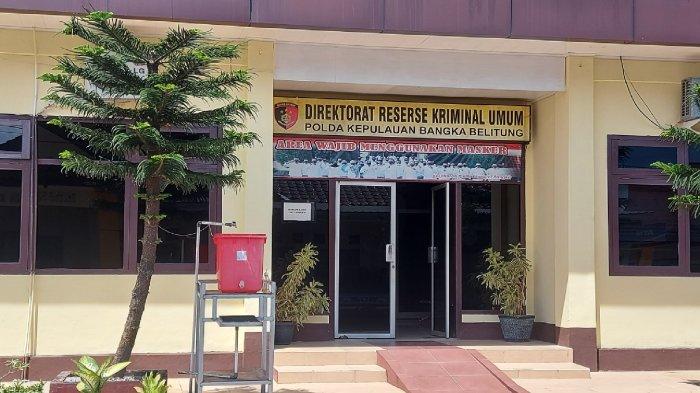 DIREKTORAT RESERSE KRIMINAL UMUM
POLDA KEPULAUAN BANGKA BELITUNG
AREA WAJIB MENGGUNAKAN MASKER